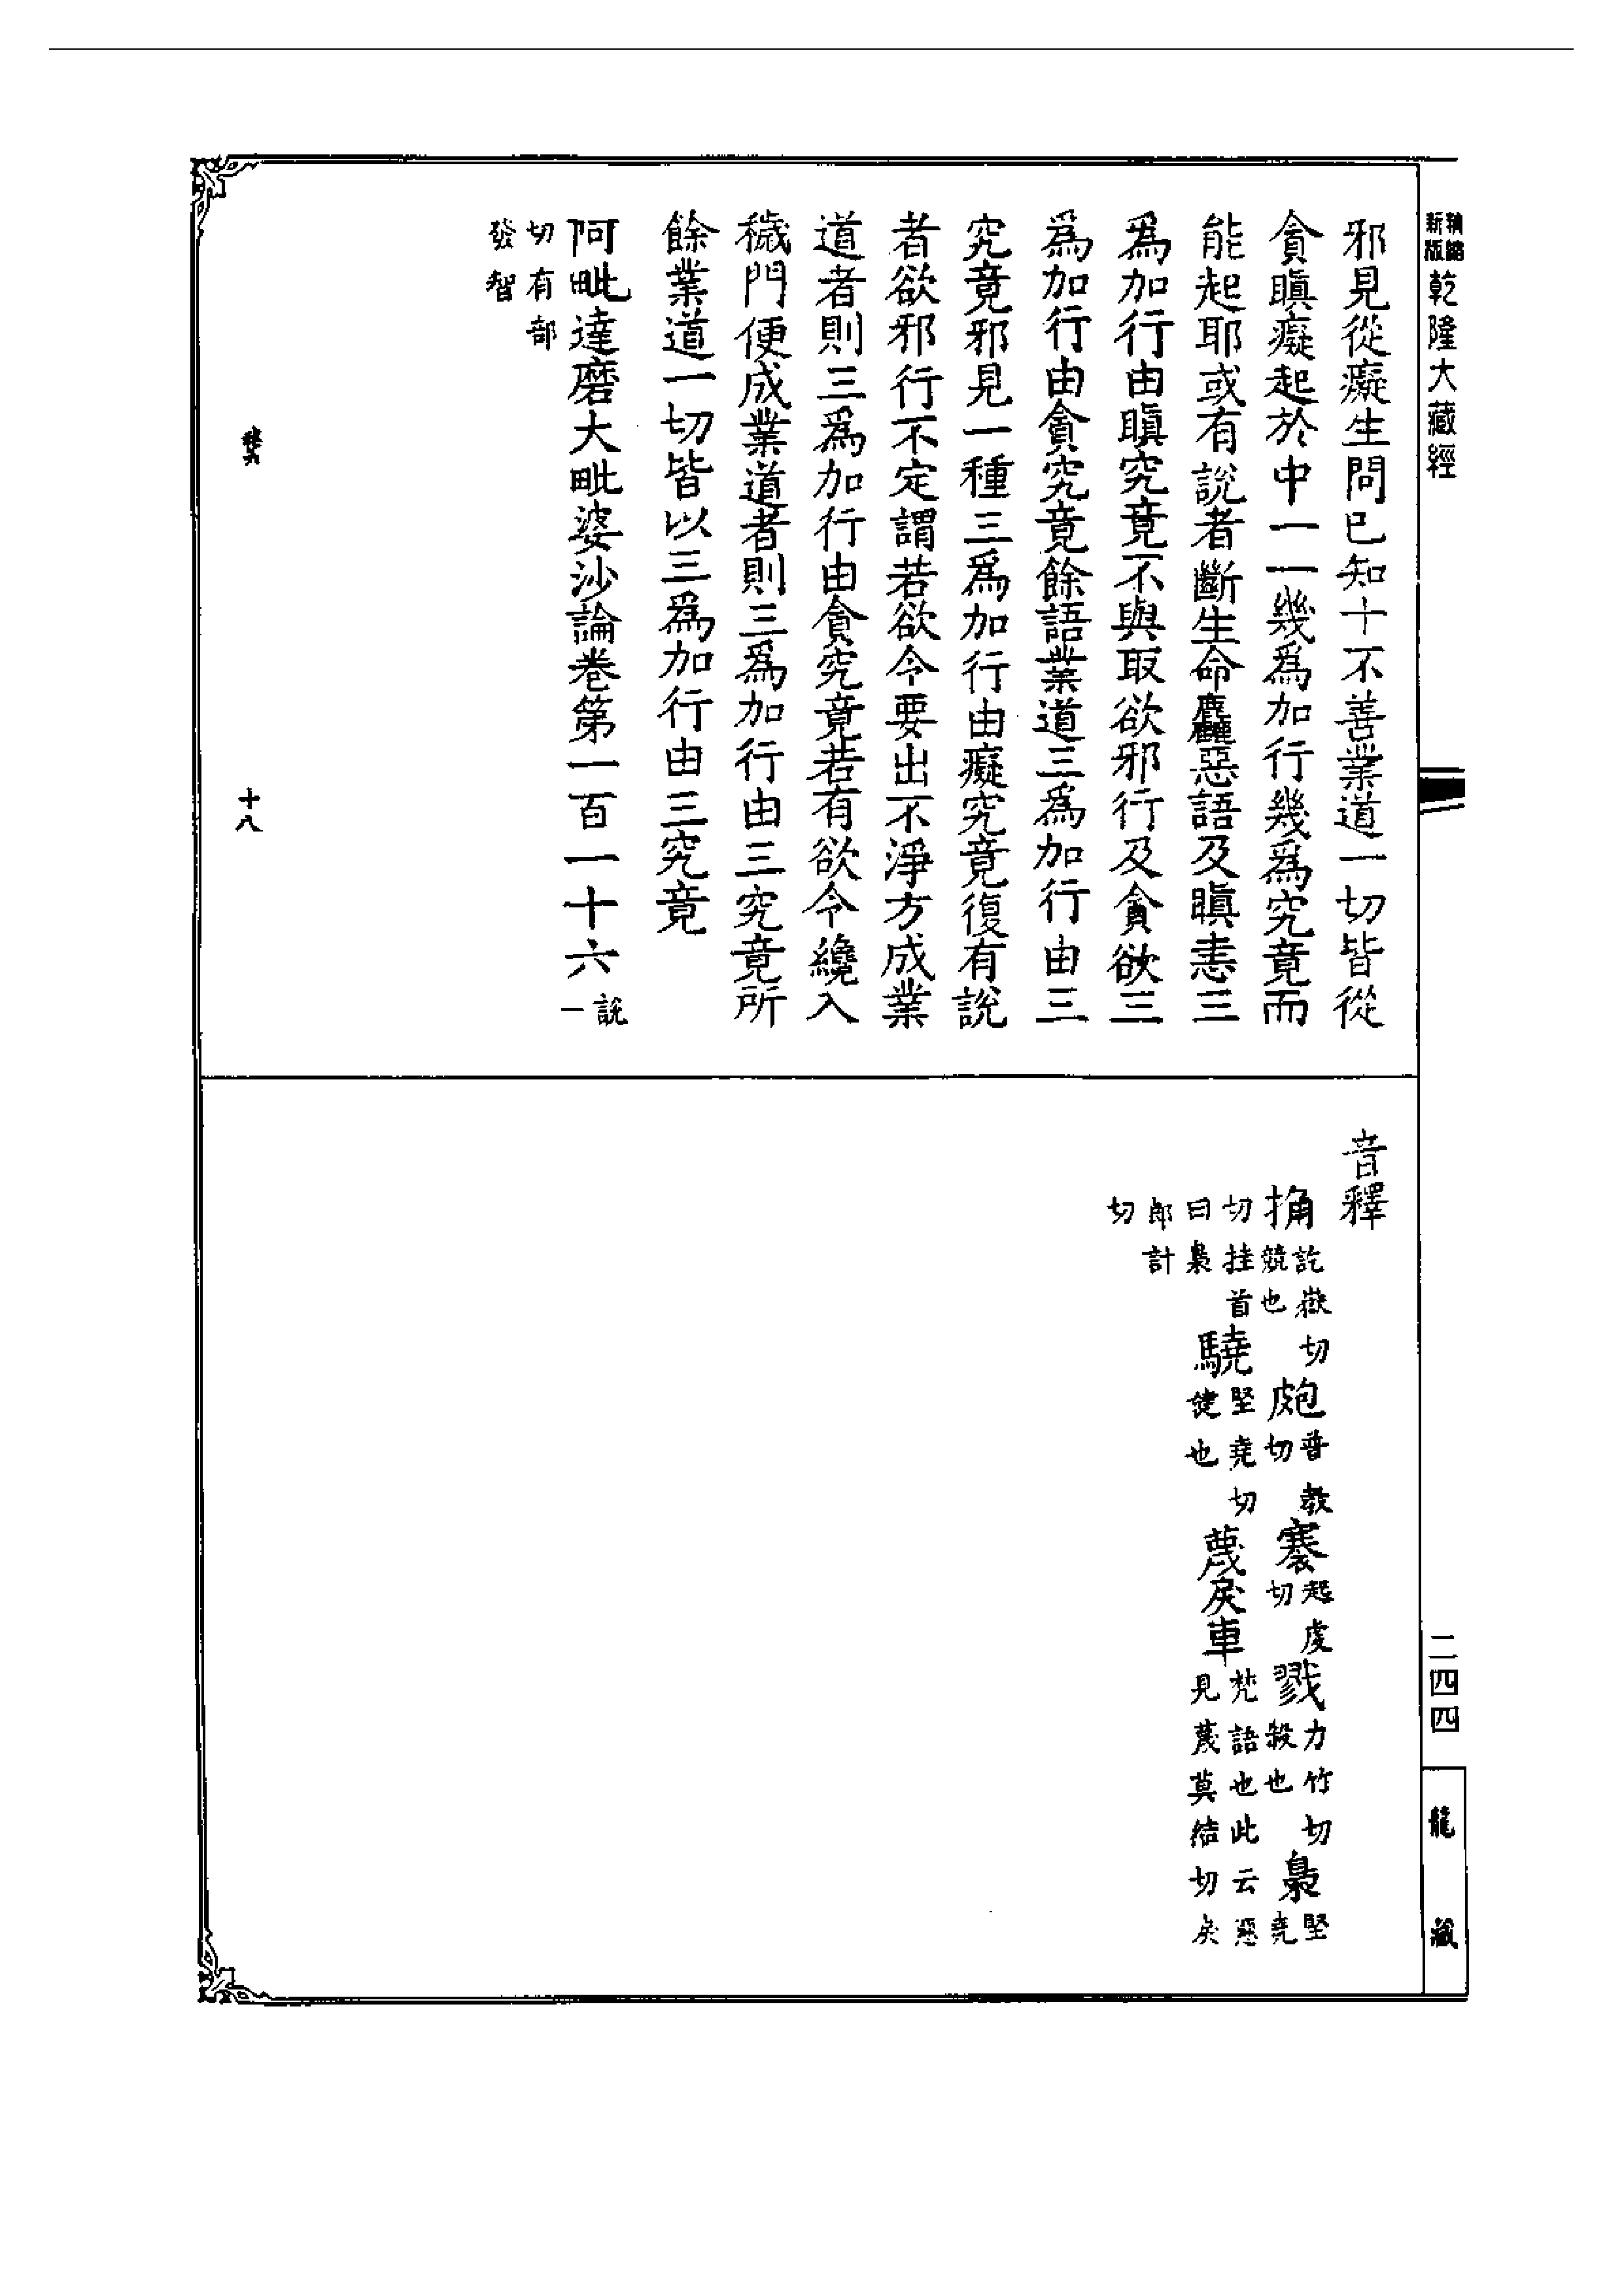 精縮新版乾隆大藏經
邪見從癡生問已知十不善業道一切皆從
貪瞋癡起於中一一幾爲加行幾爲究竟而
能起耶或有說者斷生命麤惡語及瞋恚三
爲加行由瞋究竟不與取欲邪行及貪欲三
爲加行由貪究竟餘語業道三爲加行由三
究竟邪見一種三爲加行由癡究竟復有說
者欲邪行不定謂若欲令要出不淨方成業
道者則三爲加行由貪究竟若有欲令纔入
穢門便成業道者則三爲加行由三究竟所
餘業道一切皆以三爲加行由三究竟
阿毗達磨大毗婆沙論卷第一百一十六 說一
切有部
發智
十八
音釋
捔訖嶽切競也 皰普教切 褰起虔切 戮力竹切殺也 梟堅堯
切挂首曰梟 驍堅堯切健也 蔑戾車梵語也此云惡見蔑莫結切戾
郎計切
二四四
龍藏